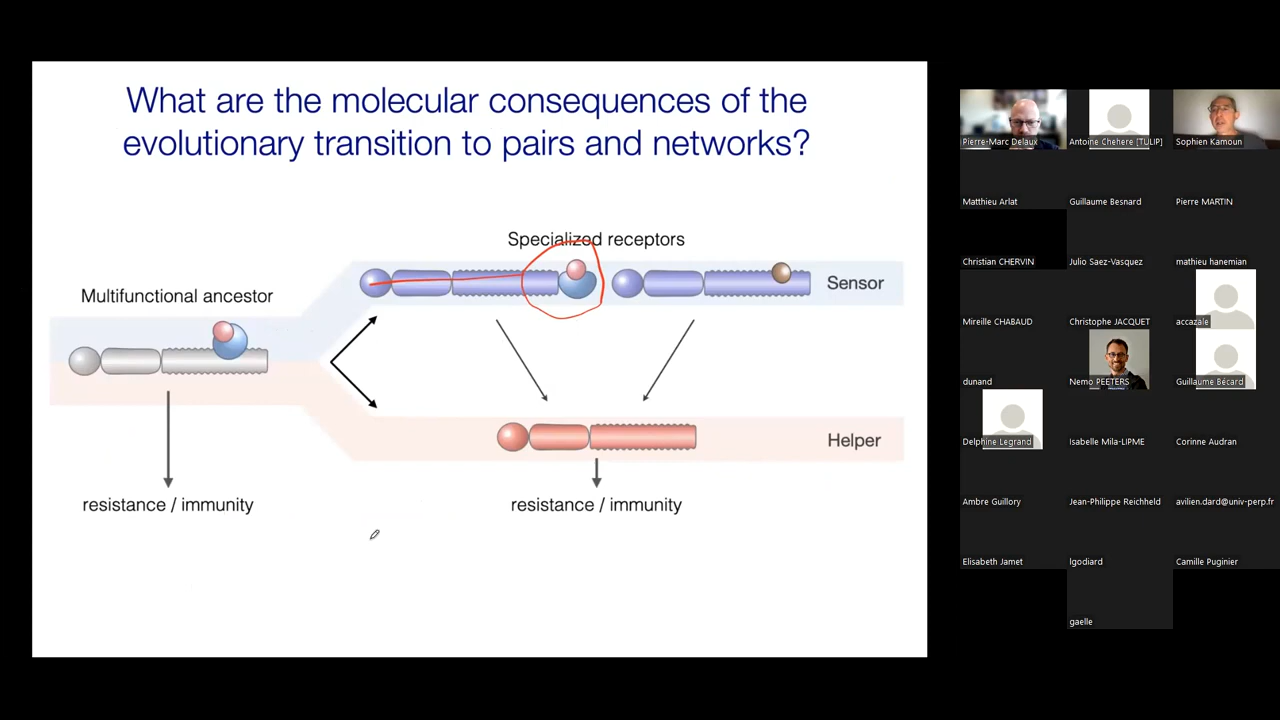 What are the molecular consequences of the
evolutionary transition to pairs and networks?
Specialized receptors
Sensor
Multifunctional ancestor
Helper
resistance / immunity
resistance / immunity
Pierre-Marc Delaux
Antoine Chehere [TULIP]
Sophien Kamoun
Matthieu Arlat
Guillaume Besnard
Pierre MARTIN
Christian CHERVIN
Julio Saez-Vasquez
mathieu hanemian
Mireille CHABAUD
Christophe JACQUET
accazale
dunand
Nemo PEETERS
Guillaume Bécard
Delphine Legrand
Isabelle Mila-LIPME
Corinne Audran
Ambre Guillory
Jean-Philippe Reichheld
avilien.dard@univ-perp.fr
Elisabeth Jamet
lgodiard
Camille Puginier
gaelle